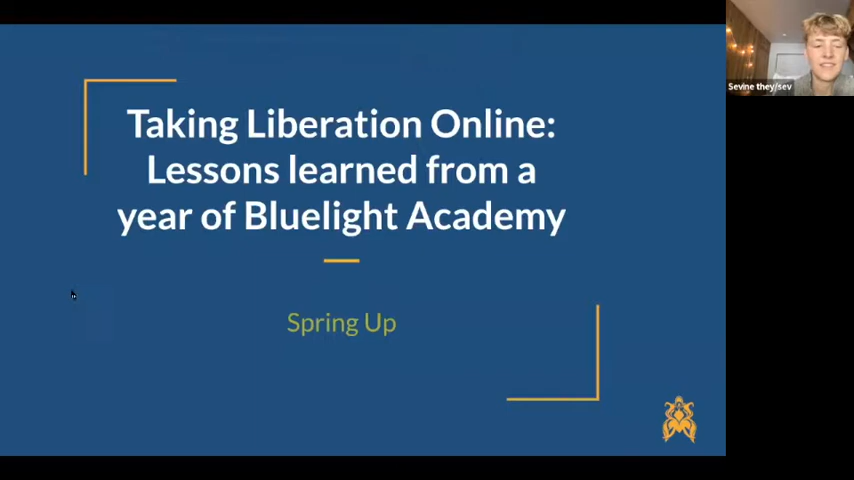 Taking Liberation Online:
Lessons learned from a
year of Bluelight Academy
Spring Up
Sevine they/sev